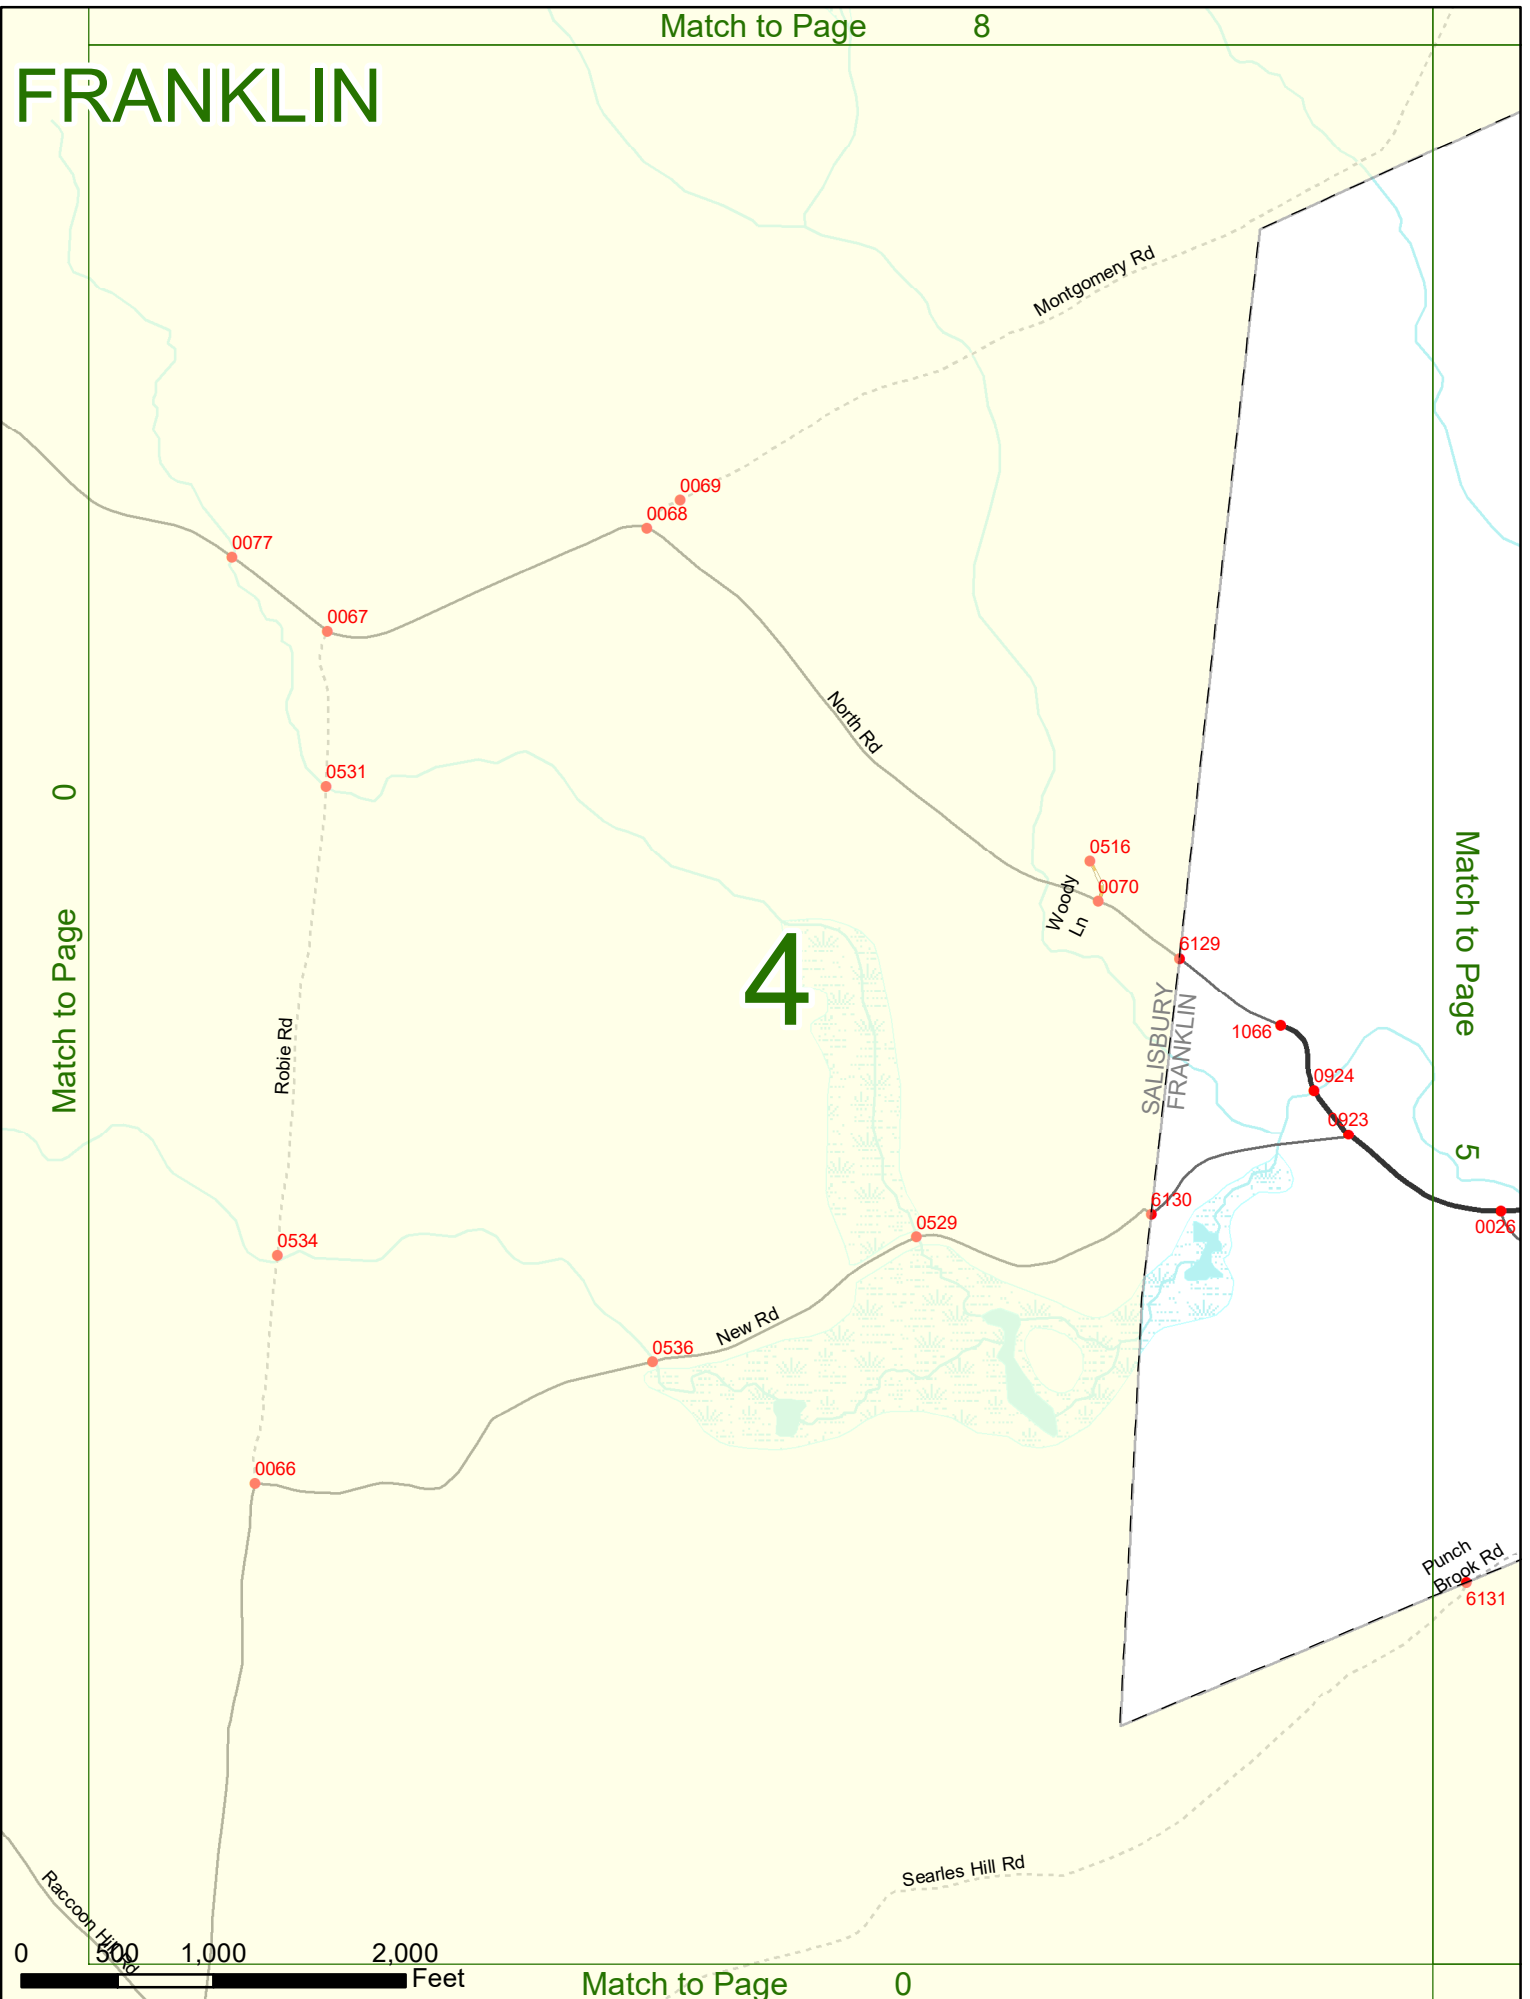 Match to Page 8
FRANKLIN
Montgomery Rd
0069
0068
0077
0067
North Rd
0531
0
Match to Page
0516
0070
Woody
Ln
Match to Page
5
4
6129
SALISBURY
FRANKLIN
1066
0924
0923
Robie Rd
6130
0026
0529
0534
New Rd
0536
0066
Punch
Brook Rd
6131
Searles Hill Rd
Raccoon Hill Rd
0 500 1,000 2,000
Feet
Match to Page 0